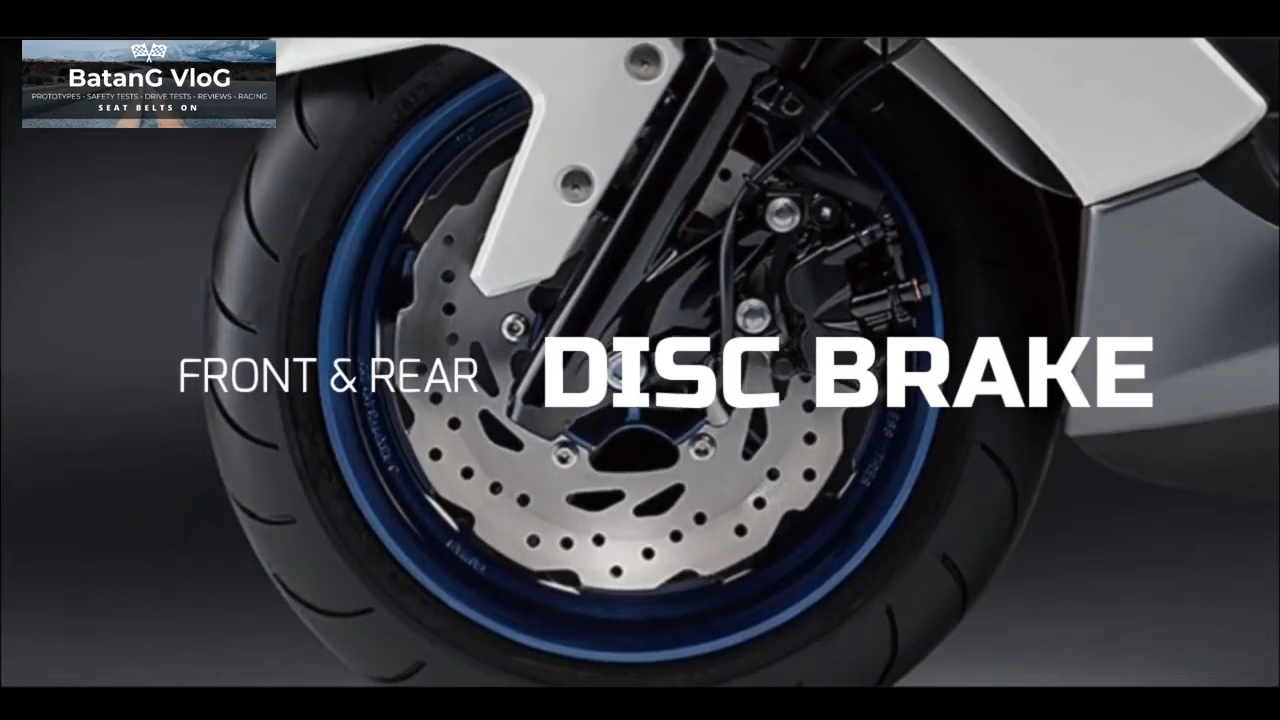 BatanG VloG
PROTOTYPES - SAFETY TESTS - DRIVE TESTS - REVIEWS - RACING
SEAT BELTS ON
FRONT & REAR DISC BRAKE